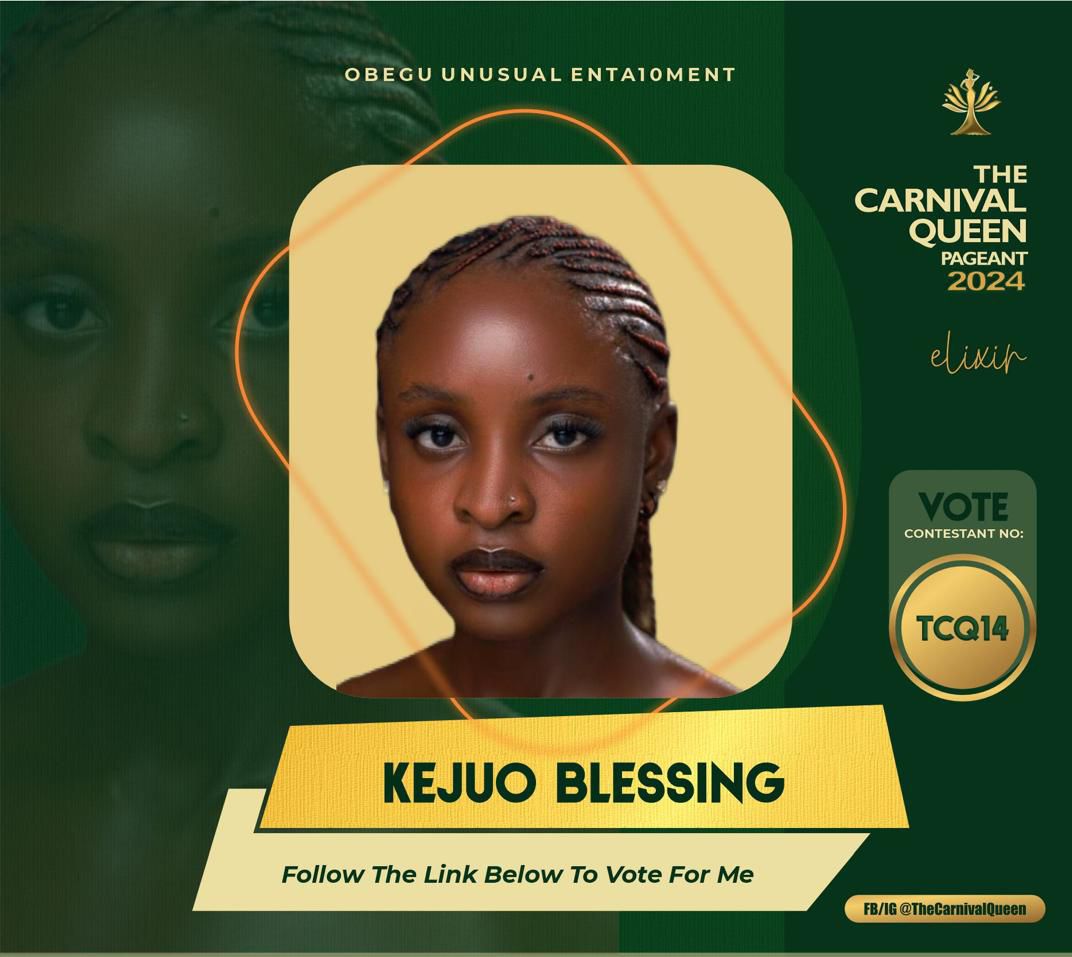 OBEGU UNUSUAL ENTA10MENT
THE
CARNIVAL
QUEEN
PAGEANT
2024
elixir
VOTE
CONTESTANT NO:
TCQ14
KEJUO BLESSING
Follow The Link Below To Vote For Me
FB/IG @TheCarnivalQueen